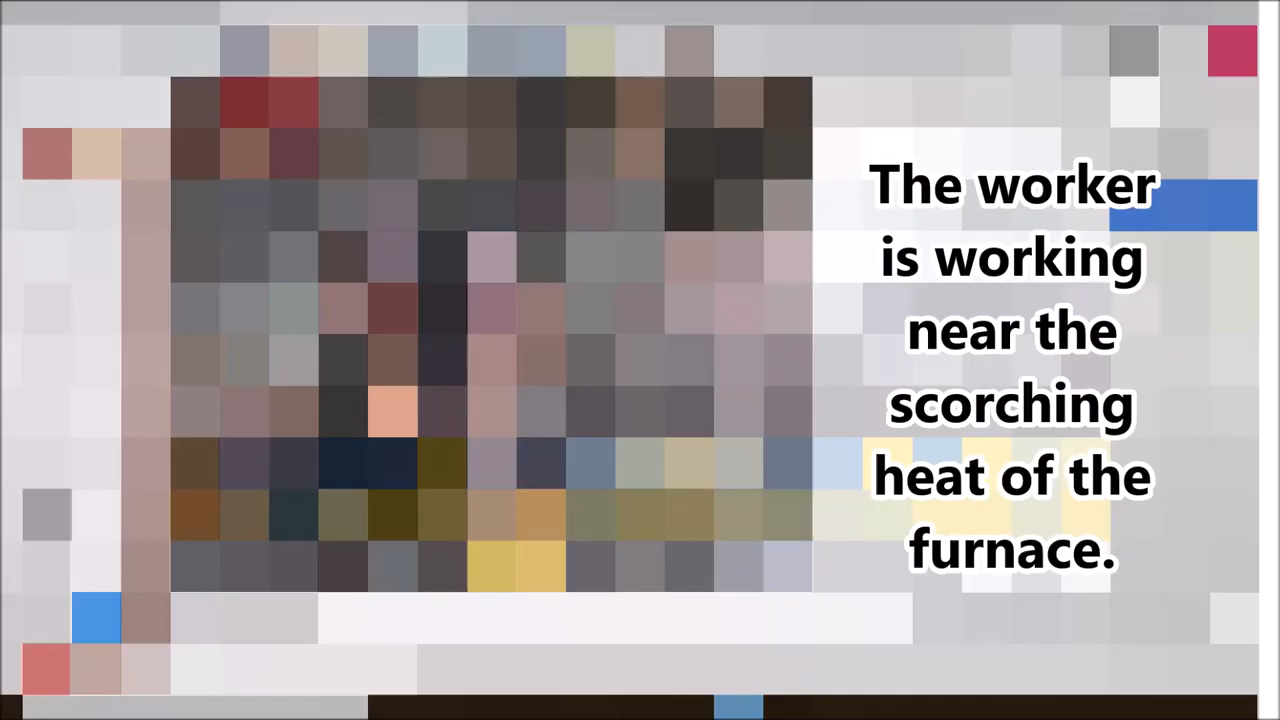 The worker
is working
near the
scorching
heat of the
furnace.